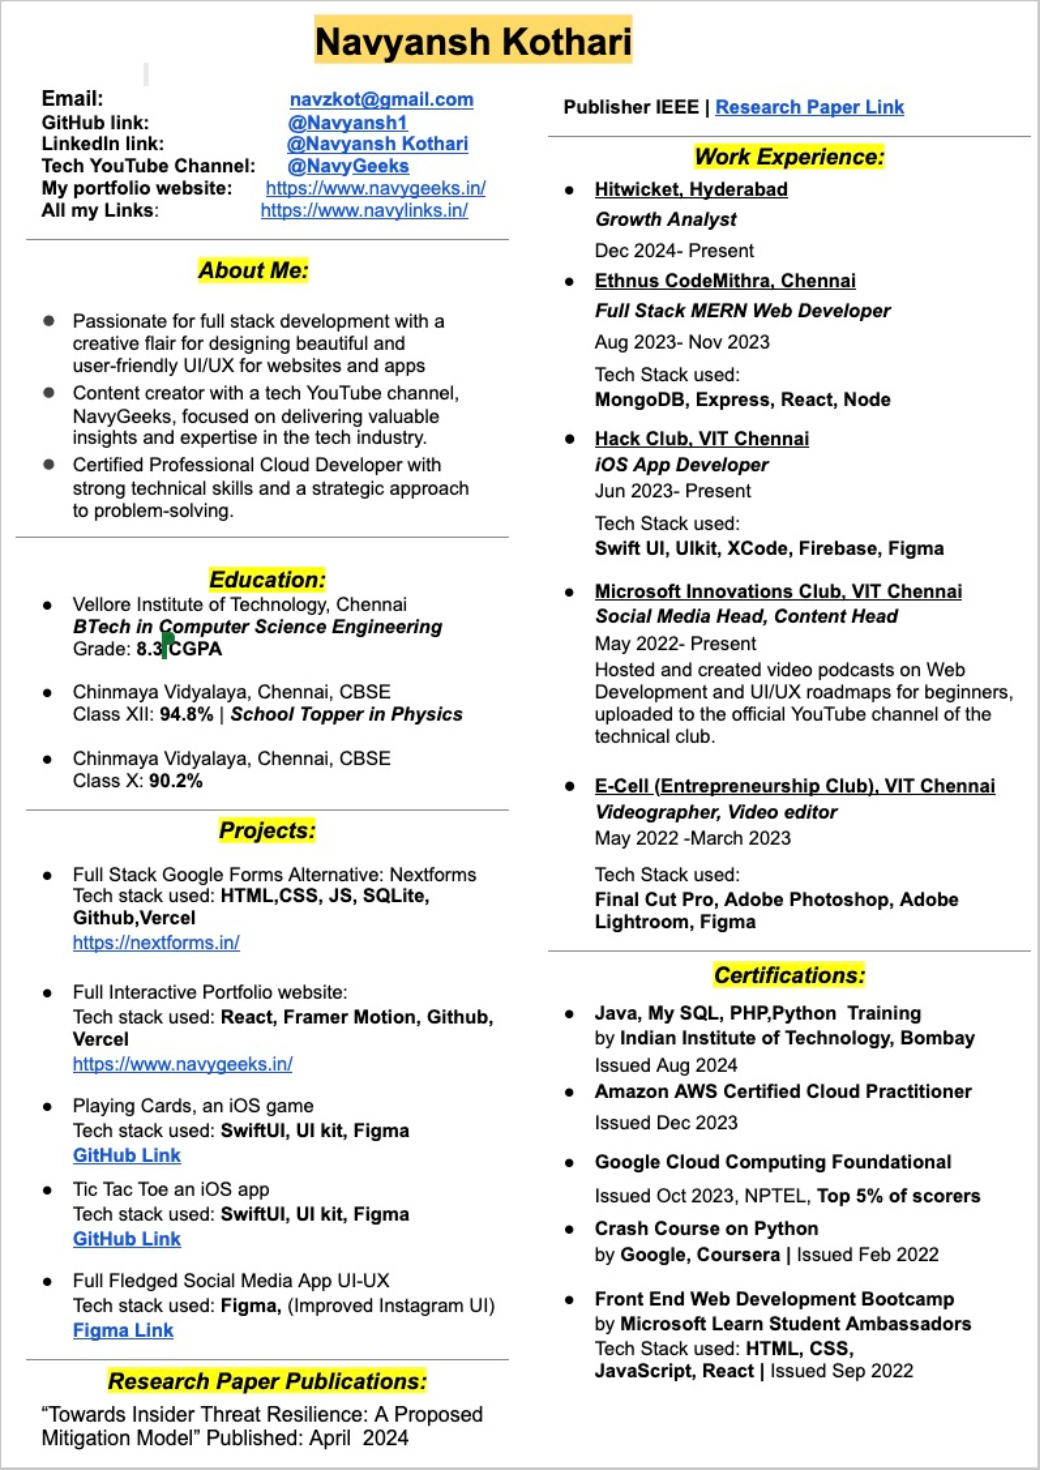 Navyansh Kothari
Email: navzkot@gmail.com
GitHub link: @Navyansh1
LinkedIn link: @Navyansh Kothari
Tech YouTube Channel: @NavyGeeks
My portfolio website: https://www.navygeeks.in/
All my Links: https://www.navylinks.in/
About Me:
● Passionate for full stack development with a
creative flair for designing beautiful and
user-friendly UI/UX for websites and apps
● Content creator with a tech YouTube channel,
NavyGeeks, focused on delivering valuable
insights and expertise in the tech industry.
● Certified Professional Cloud Developer with
strong technical skills and a strategic approach
to problem-solving.
Education:
● Vellore Institute of Technology, Chennai
BTech in Computer Science Engineering
Grade: 8.3 CGPA
● Chinmaya Vidyalaya, Chennai, CBSE
Class XII: 94.8% | School Topper in Physics
● Chinmaya Vidyalaya, Chennai, CBSE
Class X: 90.2%
Projects:
● Full Stack Google Forms Alternative: Nextforms
Tech stack used: HTML,CSS, JS, SQLite,
Github,Vercel
https://nextforms.in/
● Full Interactive Portfolio website:
Tech stack used: React, Framer Motion, Github,
Vercel
https://www.navygeeks.in/
● Playing Cards, an iOS game
Tech stack used: SwiftUI, UI kit, Figma
GitHub Link
● Tic Tac Toe an iOS app
Tech stack used: SwiftUI, UI kit, Figma
GitHub Link
● Full Fledged Social Media App UI-UX
Tech stack used: Figma, (Improved Instagram UI)
Figma Link
Research Paper Publications:
“Towards Insider Threat Resilience: A Proposed
Mitigation Model” Published: April 2024
Publisher IEEE | Research Paper Link
Work Experience:
● Hitwicket, Hyderabad
Growth Analyst
Dec 2024- Present
● Ethnus CodeMithra, Chennai
Full Stack MERN Web Developer
Aug 2023- Nov 2023
Tech Stack used:
MongoDB, Express, React, Node
● Hack Club, VIT Chennai
iOS App Developer
Jun 2023- Present
Tech Stack used:
Swift UI, UIkit, XCode, Firebase, Figma
● Microsoft Innovations Club, VIT Chennai
Social Media Head, Content Head
May 2022- Present
Hosted and created video podcasts on Web
Development and UI/UX roadmaps for beginners,
uploaded to the official YouTube channel of the
technical club.
● E-Cell (Entrepreneurship Club), VIT Chennai
Videographer, Video editor
May 2022 -March 2023
Tech Stack used:
Final Cut Pro, Adobe Photoshop, Adobe
Lightroom, Figma
Certifications:
● Java, My SQL, PHP,Python Training
by Indian Institute of Technology, Bombay
Issued Aug 2024
● Amazon AWS Certified Cloud Practitioner
Issued Dec 2023
● Google Cloud Computing Foundational
Issued Oct 2023, NPTEL, Top 5% of scorers
● Crash Course on Python
by Google, Coursera | Issued Feb 2022
● Front End Web Development Bootcamp
by Microsoft Learn Student Ambassadors
Tech Stack used: HTML, CSS,
JavaScript, React | Issued Sep 2022